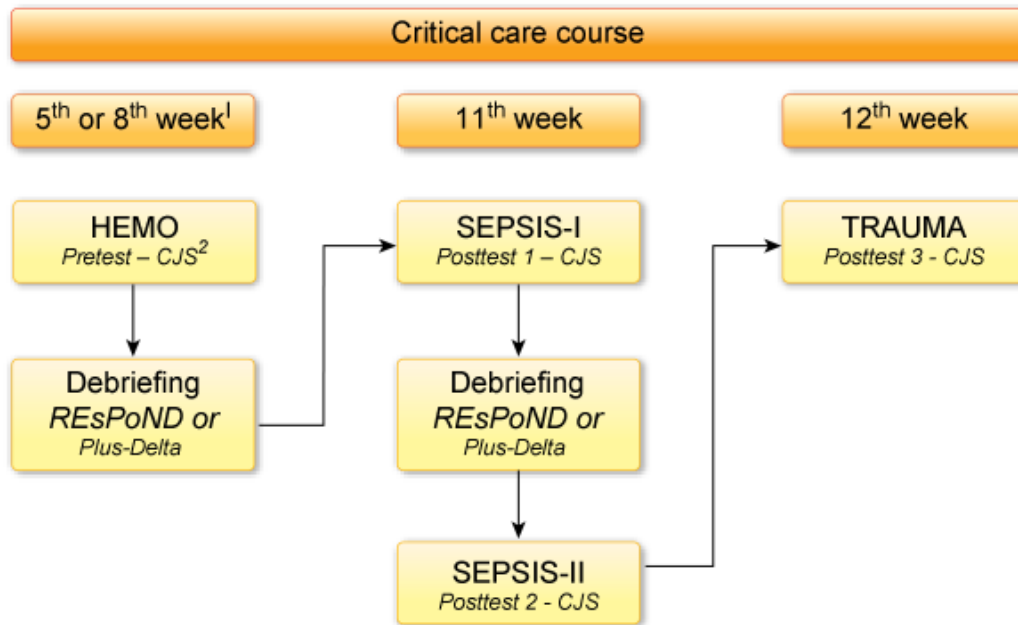 Critical care course
5th or 8th week1
11th week
12th week
HEMO
Pretest – CJS2
SEPSIS-I
Posttest 1 – CJS
TRAUMA
Posttest 3 - CJS
Debriefing
REsPoND or
Plus-Delta
Debriefing
REsPoND or
Plus-Delta
SEPSIS-II
Posttest 2 - CJS